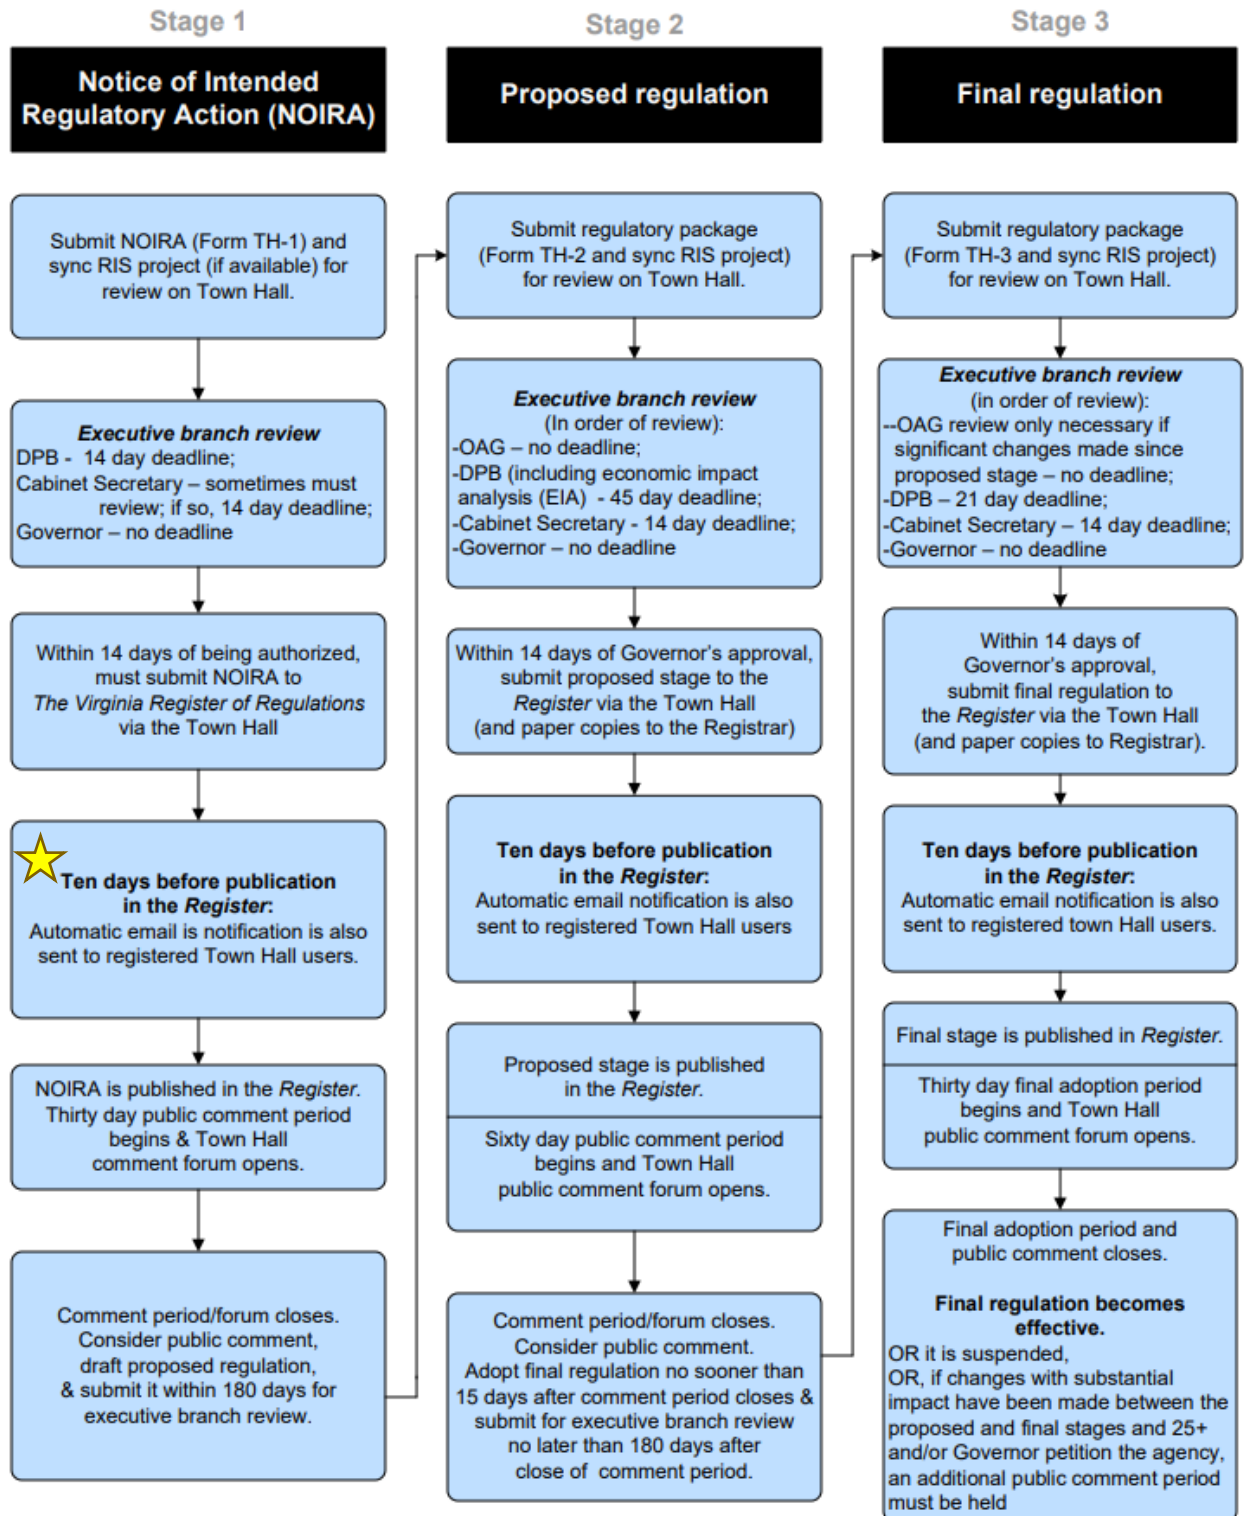 Stage 1
Notice of Intended
Regulatory Action (NOIRA)
Submit NOIRA (Form TH-1) and
sync RIS project (if available) for
review on Town Hall.
Executive branch review
DPB - 14 day deadline;
Cabinet Secretary – sometimes must
review; if so, 14 day deadline;
Governor – no deadline
Within 14 days of being authorized,
must submit NOIRA to
The Virginia Register of Regulations
via the Town Hall
Ten days before publication
in the Register:
Automatic email is notification is also
sent to registered Town Hall users.
NOIRA is published in the Register.
Thirty day public comment period
begins & Town Hall
comment forum opens.
Comment period/forum closes.
Consider public comment,
draft proposed regulation,
& submit it within 180 days for
executive branch review.
Stage 2
Proposed regulation
Submit regulatory package
(Form TH-2 and sync RIS project)
for review on Town Hall.
Executive branch review
(In order of review):
-OAG – no deadline;
-DPB (including economic impact
analysis (EIA) - 45 day deadline;
-Cabinet Secretary - 14 day deadline;
-Governor – no deadline
Within 14 days of Governor's approval,
submit proposed stage to the
Register via the Town Hall
(and paper copies to the Registrar)
Ten days before publication
in the Register:
Automatic email notification is also
sent to registered Town Hall users
Proposed stage is published
in the Register.
Sixty day public comment period
begins and Town Hall
public comment forum opens.
Comment period/forum closes.
Consider public comment.
Adopt final regulation no sooner than
15 days after comment period closes &
submit for executive branch review
no later than 180 days after
close of comment period.
Stage 3
Final regulation
Submit regulatory package
(Form TH-3 and sync RIS project)
for review on Town Hall.
Executive branch review
(in order of review):
--OAG review only necessary if
significant changes made since
proposed stage – no deadline;
-DPB – 21 day deadline;
-Cabinet Secretary – 14 day deadline;
-Governor – no deadline
Within 14 days of
Governor's approval,
submit final regulation to
the Register via the Town Hall
(and paper copies to Registrar).
Ten days before publication
in the Register:
Automatic email notification is also
sent to registered town Hall users.
Final stage is published in Register.
Thirty day final adoption period
begins and Town Hall
public comment forum opens.
Final adoption period and
public comment closes.
Final regulation becomes
effective.
OR it is suspended,
OR, if changes with substantial
impact have been made between the
proposed and final stages and 25+
and/or Governor petition the agency,
an additional public comment period
must be held